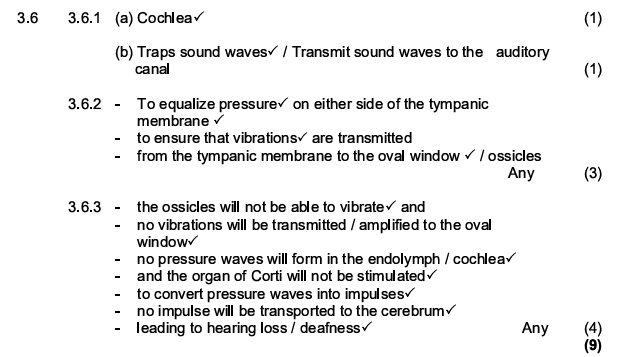 3.6 3.6.1 (a) Cochlea✓ (1)
(b) Traps sound waves✓ / Transmit sound waves to the auditory
canal (1)
3.6.2 - To equalize pressure✓ on either side of the tympanic
membrane ✓
- to ensure that vibrations✓ are transmitted
- from the tympanic membrane to the oval window ✓ / ossicles
Any (3)
3.6.3 - the ossicles will not be able to vibrate✓ and
- no vibrations will be transmitted / amplified to the oval
window✓
- no pressure waves will form in the endolymph / cochlea✓
- and the organ of Corti will not be stimulated✓
- to convert pressure waves into impulses✓
- no impulse will be transported to the cerebrum✓
- leading to hearing loss / deafness✓ Any (4)
(9)